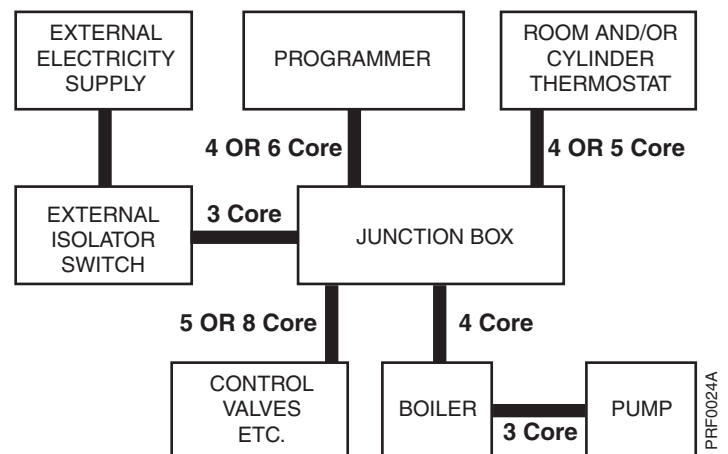 EXTERNAL
ELECTRICITY
SUPPLY
PROGRAMMER
ROOM AND/OR
CYLINDER
THERMOSTAT
4 OR 6 Core
4 OR 5 Core
EXTERNAL
ISOLATOR
SWITCH
3 Core
JUNCTION BOX
5 OR 8 Core
4 Core
CONTROL
VALVES
ETC.
BOILER
3 Core
PUMP
PRF0024A